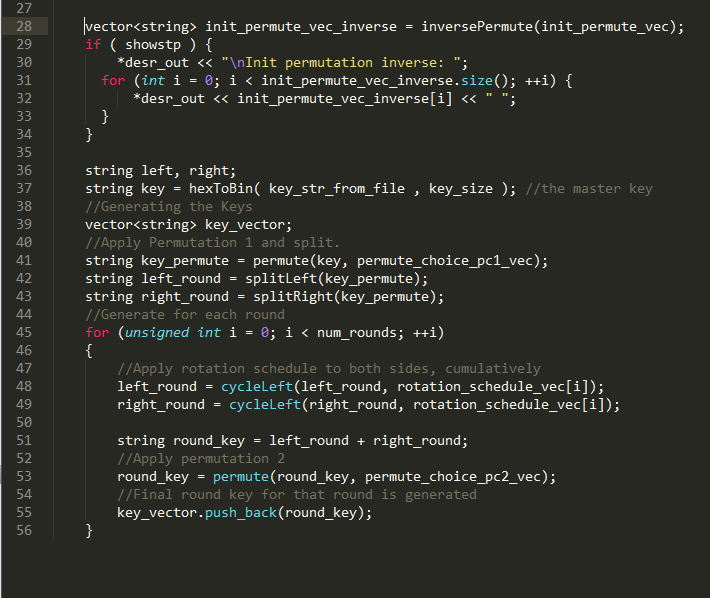 27
28 vector<string> init_permute_vec_inverse = inversePermute(init_permute_vec);
29 if ( showstp ) {
30 *desr_out << "\nInit permutation inverse: ";
31 for (int i = 0; i < init_permute_vec_inverse.size(); ++i) {
32 *desr_out << init_permute_vec_inverse[i] << " ";
33 }
34 }
35
36 string left, right;
37 string key = hexToBin( key_str_from_file , key_size ); //the master key
38 //Generating the Keys
39 vector<string> key_vector;
40 //Apply Permutation 1 and split.
41 string key_permute = permute(key, permute_choice_pc1_vec);
42 string left_round = splitLeft(key_permute);
43 string right_round = splitRight(key_permute);
44 //Generate for each round
45 for (unsigned int i = 0; i < num_rounds; ++i)
46 {
47 //Apply rotation schedule to both sides, cumulatively
48 left_round = cycleLeft(left_round, rotation_schedule_vec[i]);
49 right_round = cycleLeft(right_round, rotation_schedule_vec[i]);
50
51 string round_key = left_round + right_round;
52 //Apply permutation 2
53 round_key = permute(round_key, permute_choice_pc2_vec);
54 //Final round key for that round is generated
55 key_vector.push_back(round_key);
56 }